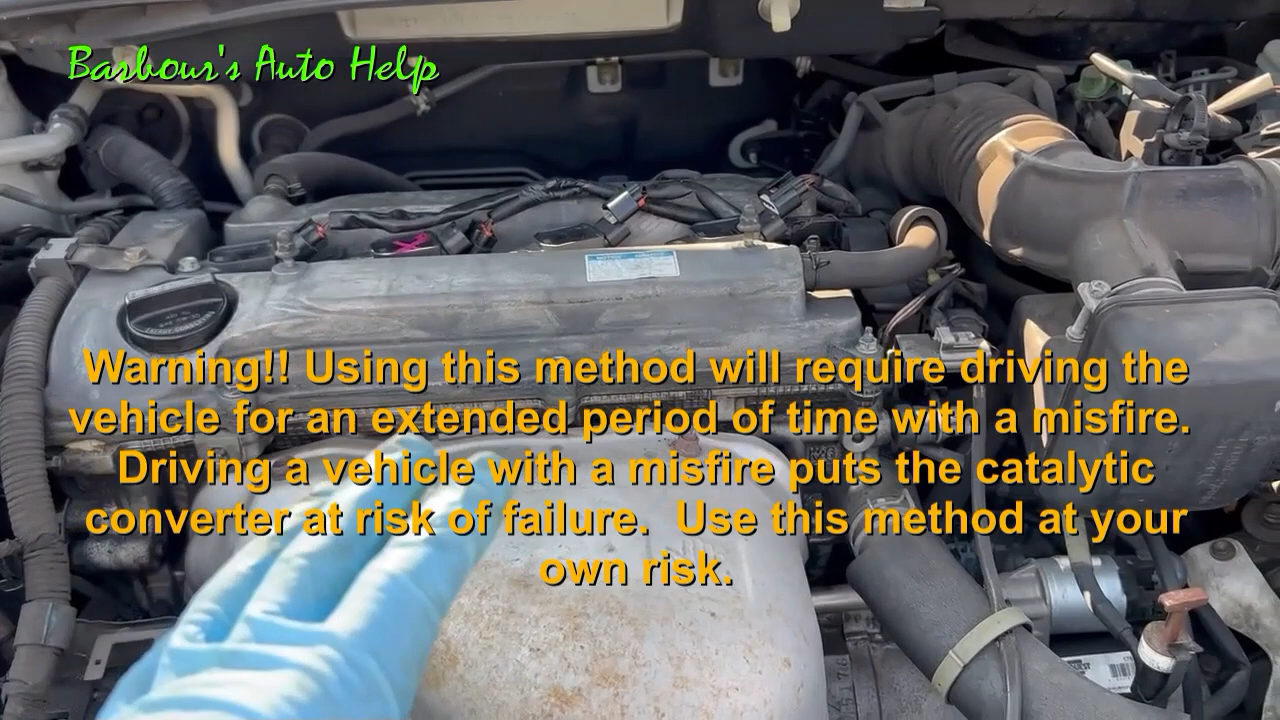 Barbour's Auto Help
Warning!! Using this method will require driving the
vehicle for an extended period of time with a misfire.
Driving a vehicle with a misfire puts the catalytic
converter at risk of failure.  Use this method at your
own risk.